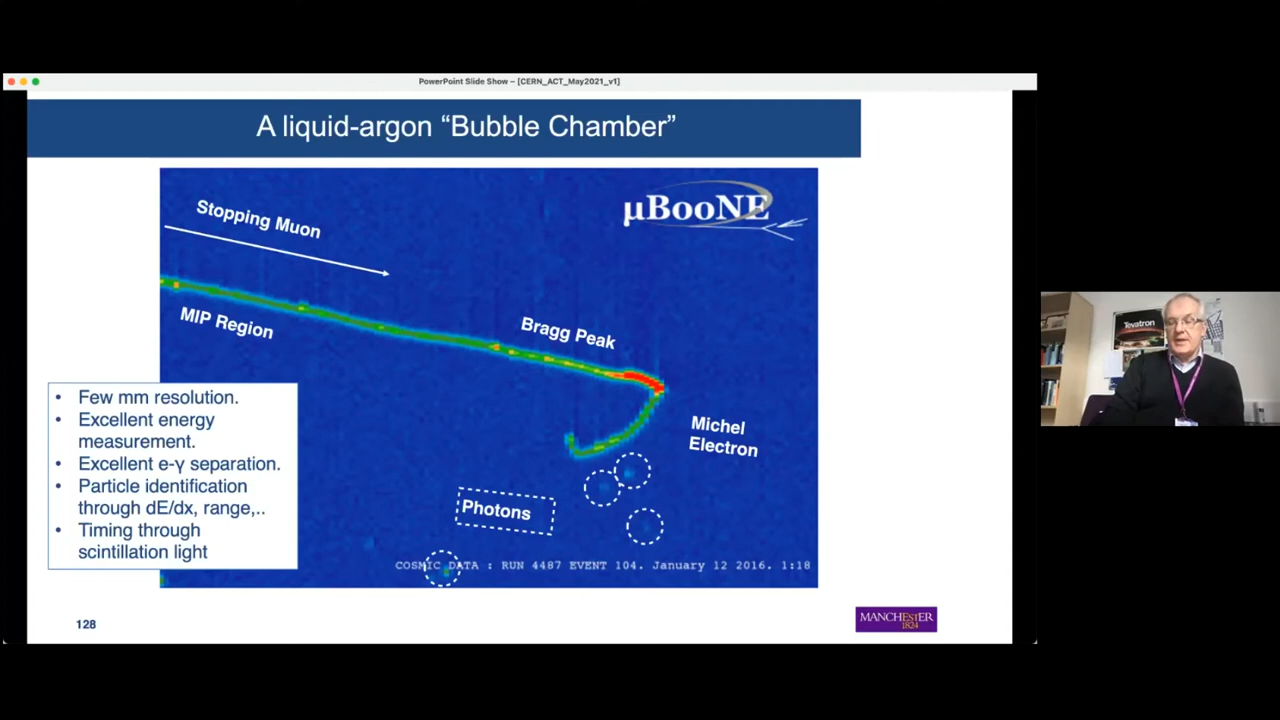 PowerPoint Slide Show – [CERN_ACT_May2021_v1]
A liquid-argon “Bubble Chamber”
µBooNE
Stopping Muon
MIP Region
Bragg Peak
Michel
Electron
Photons
• Few mm resolution.
• Excellent energy
measurement.
• Excellent e-γ separation.
• Particle identification
through dE/dx, range,..
• Timing through
scintillation light
COSMIC DATA : RUN 4487 EVENT 104. January 12 2016. 1:18
128
MANCHESTER
1824
Tevatron